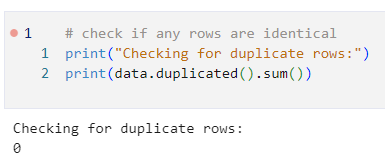 1 # check if any rows are identical
1 print("Checking for duplicate rows:")
2 print(data.duplicated().sum())
Checking for duplicate rows:
0